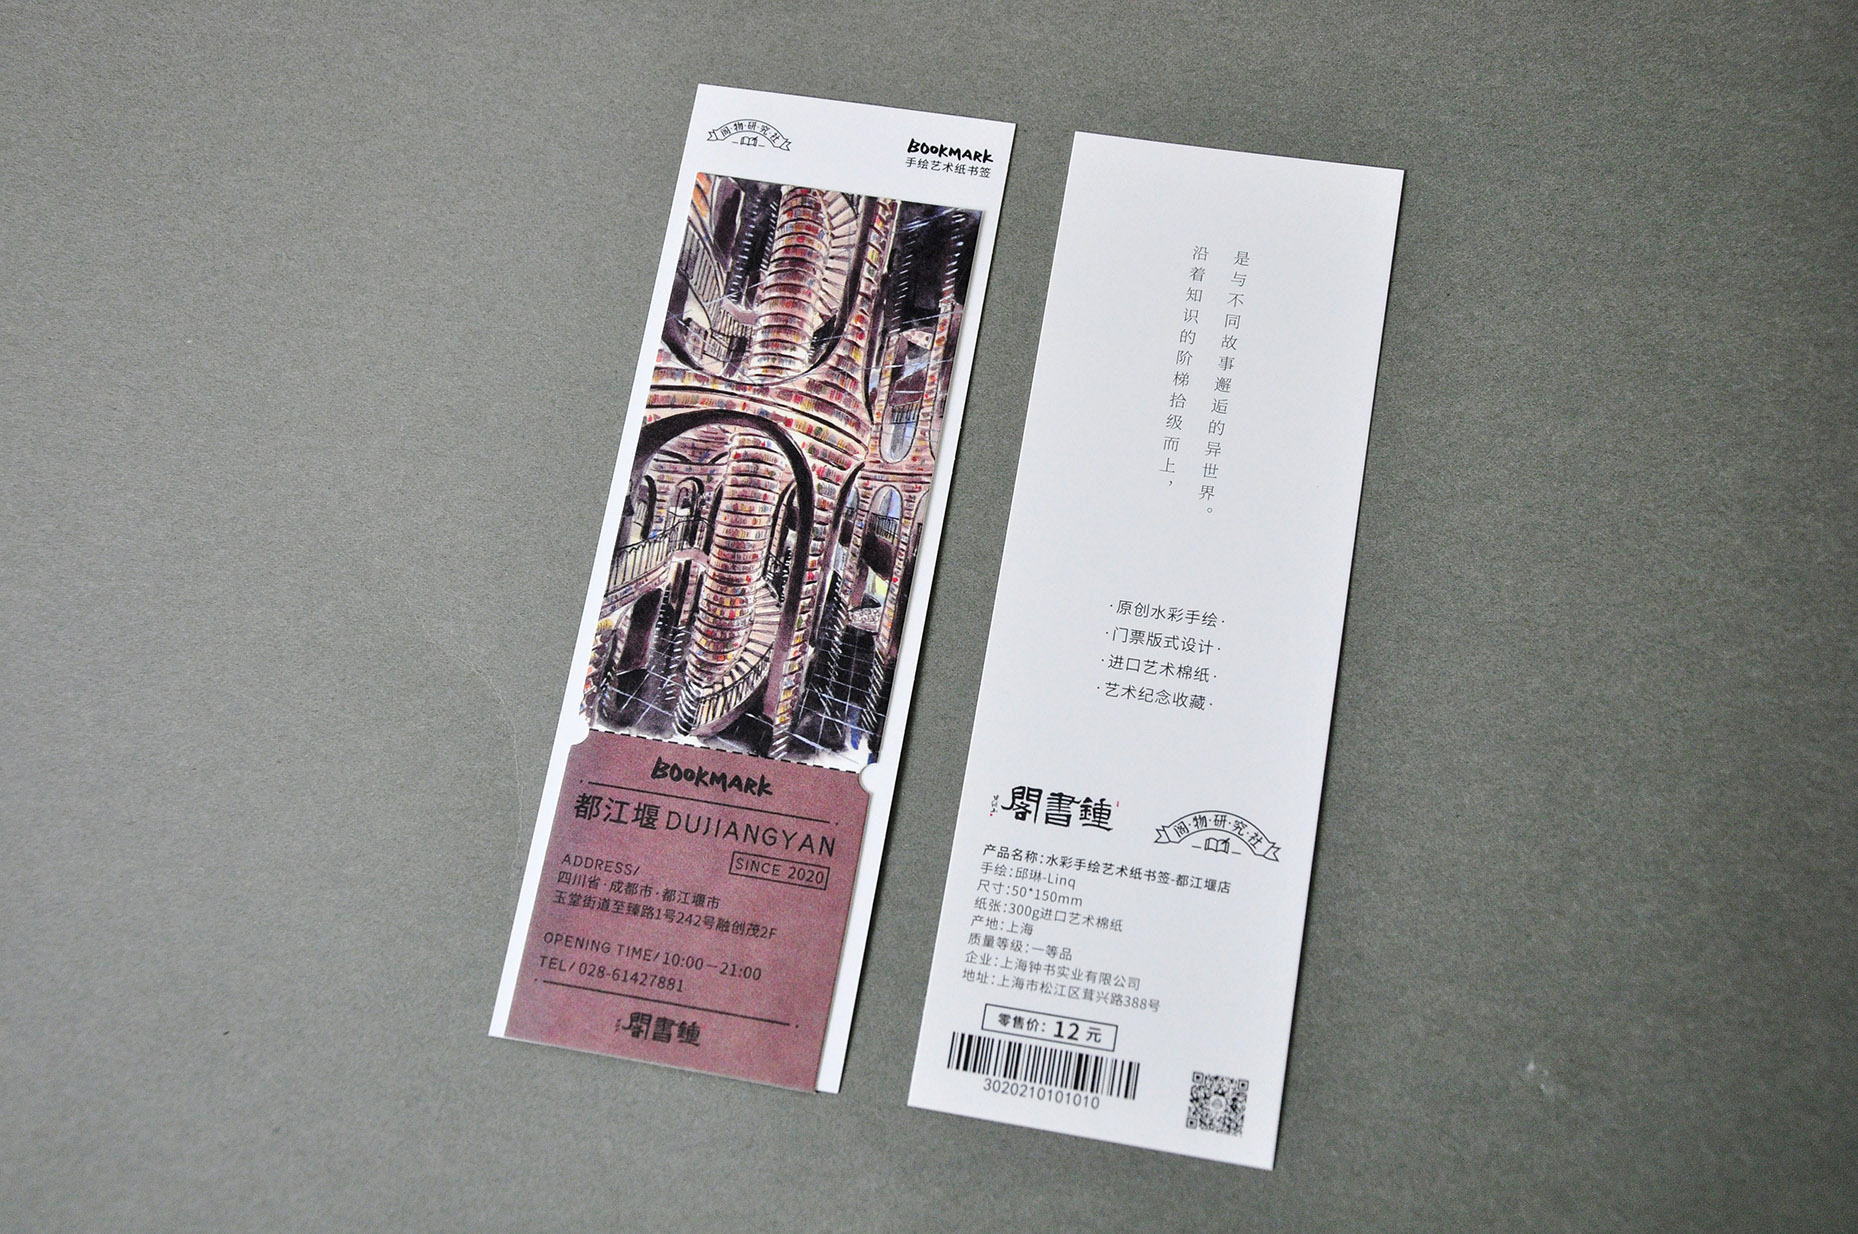 阁·物·研·究·社
BOOKMARK
手绘艺术纸书签
BOOKMARK
都江堰 DUJIANGYAN
SINCE 2020
ADDRESS/
四川省·成都市·都江堰市
玉堂街道至臻路1号242号融创茂2F
OPENING TIME/ 10:00－21:00
TEL/ 028-61427881
閣書鍾
沿着知识的阶梯拾级而上，
是与不同故事邂逅的异世界。
·原创水彩手绘·
·门票版式设计·
·进口艺术棉纸·
·艺术纪念收藏·
閣書鍾
阁·物·研·究·社
产品名称：水彩手绘艺术纸书签-都江堰店
手绘：邱琳-Linq
尺寸：50*150mm
纸张：300g进口艺术棉纸
产地：上海
质量等级：一等品
企业：上海钟书实业有限公司
地址：上海市松江区茸兴路388号
零售价：12 元
3020210101010